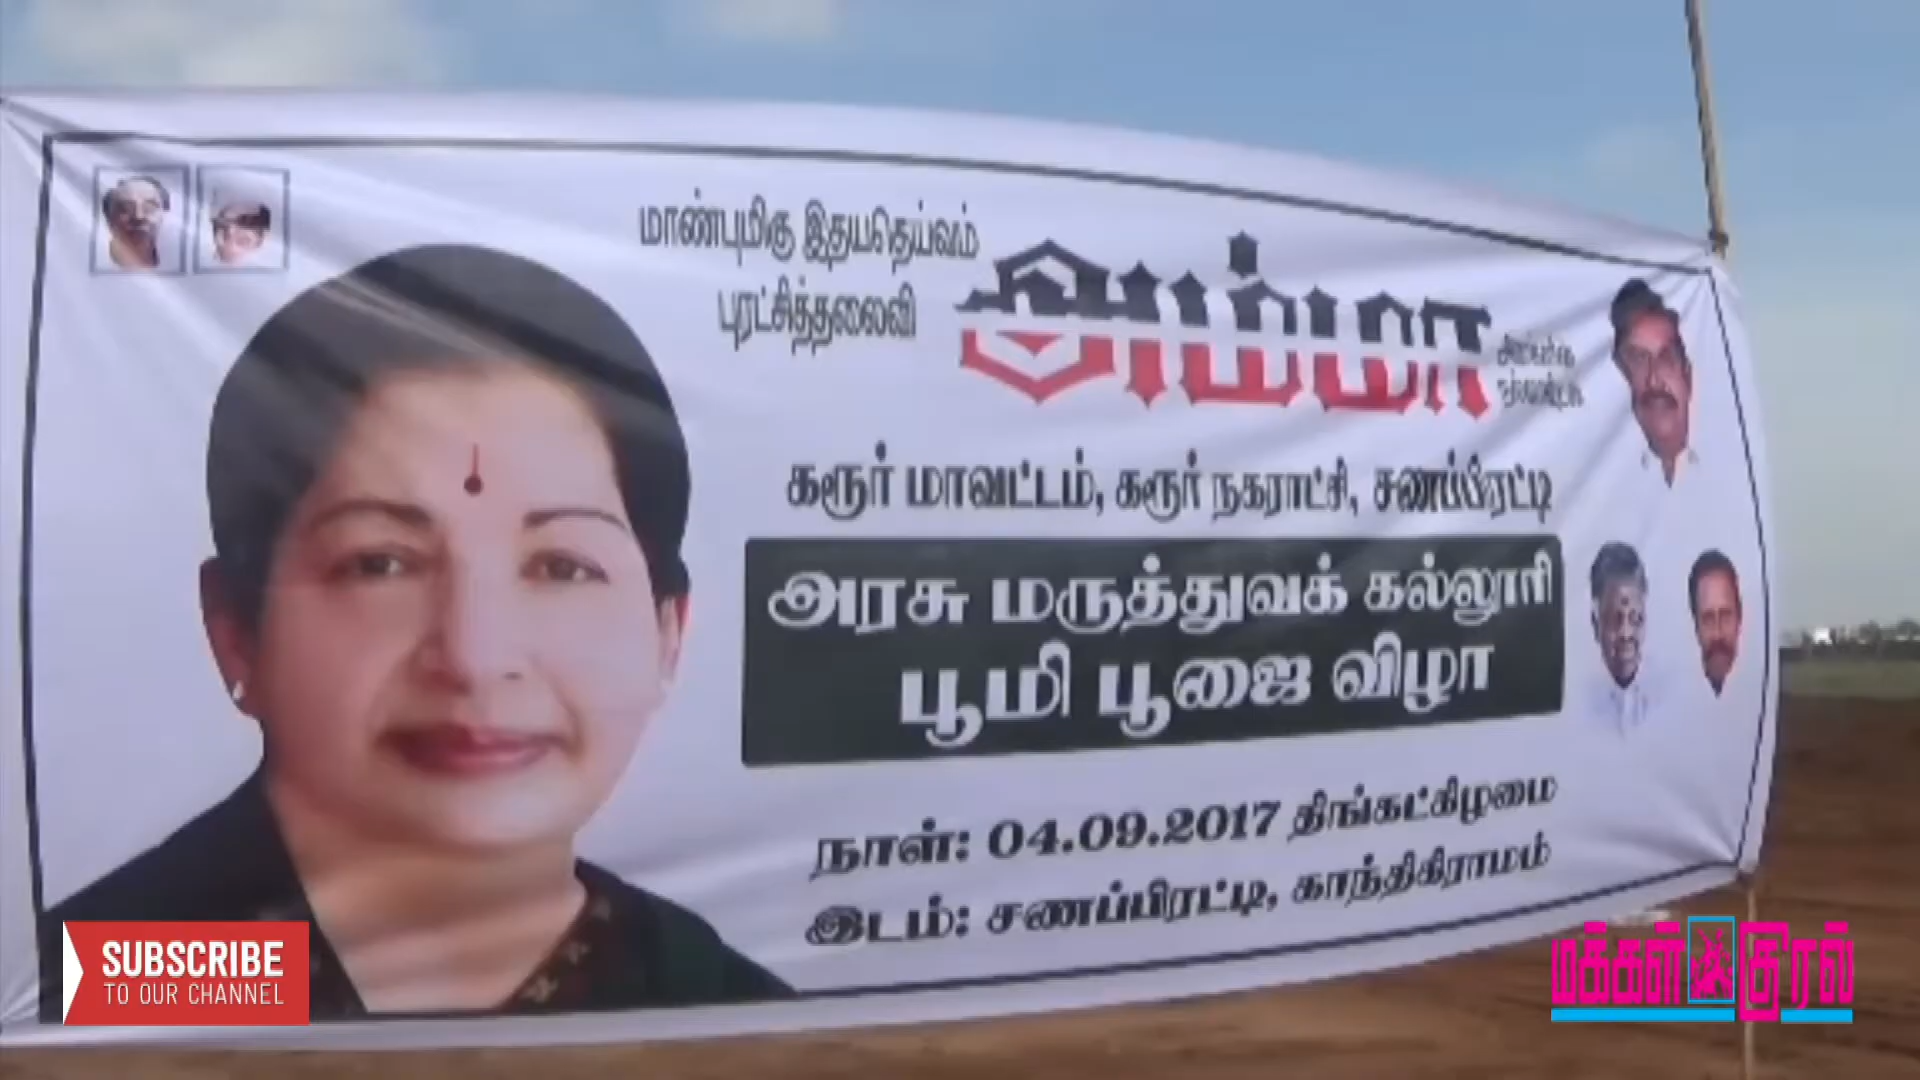 மாண்புமிகு இதயதெய்வம்
புரட்சித்தலைவி
அம்மா
கரூர் மாவட்டம், கரூர் நகராட்சி, சணப்பிரட்டி
அரசு மருத்துவக் கல்லூரி
பூமி பூஜை விழா
நாள்: 04.09.2017 திங்கட்கிழமை
இடம்: சணப்பிரட்டி, காந்திகிராமம்
SUBSCRIBE
TO OUR CHANNEL
மக்கள் குரல்